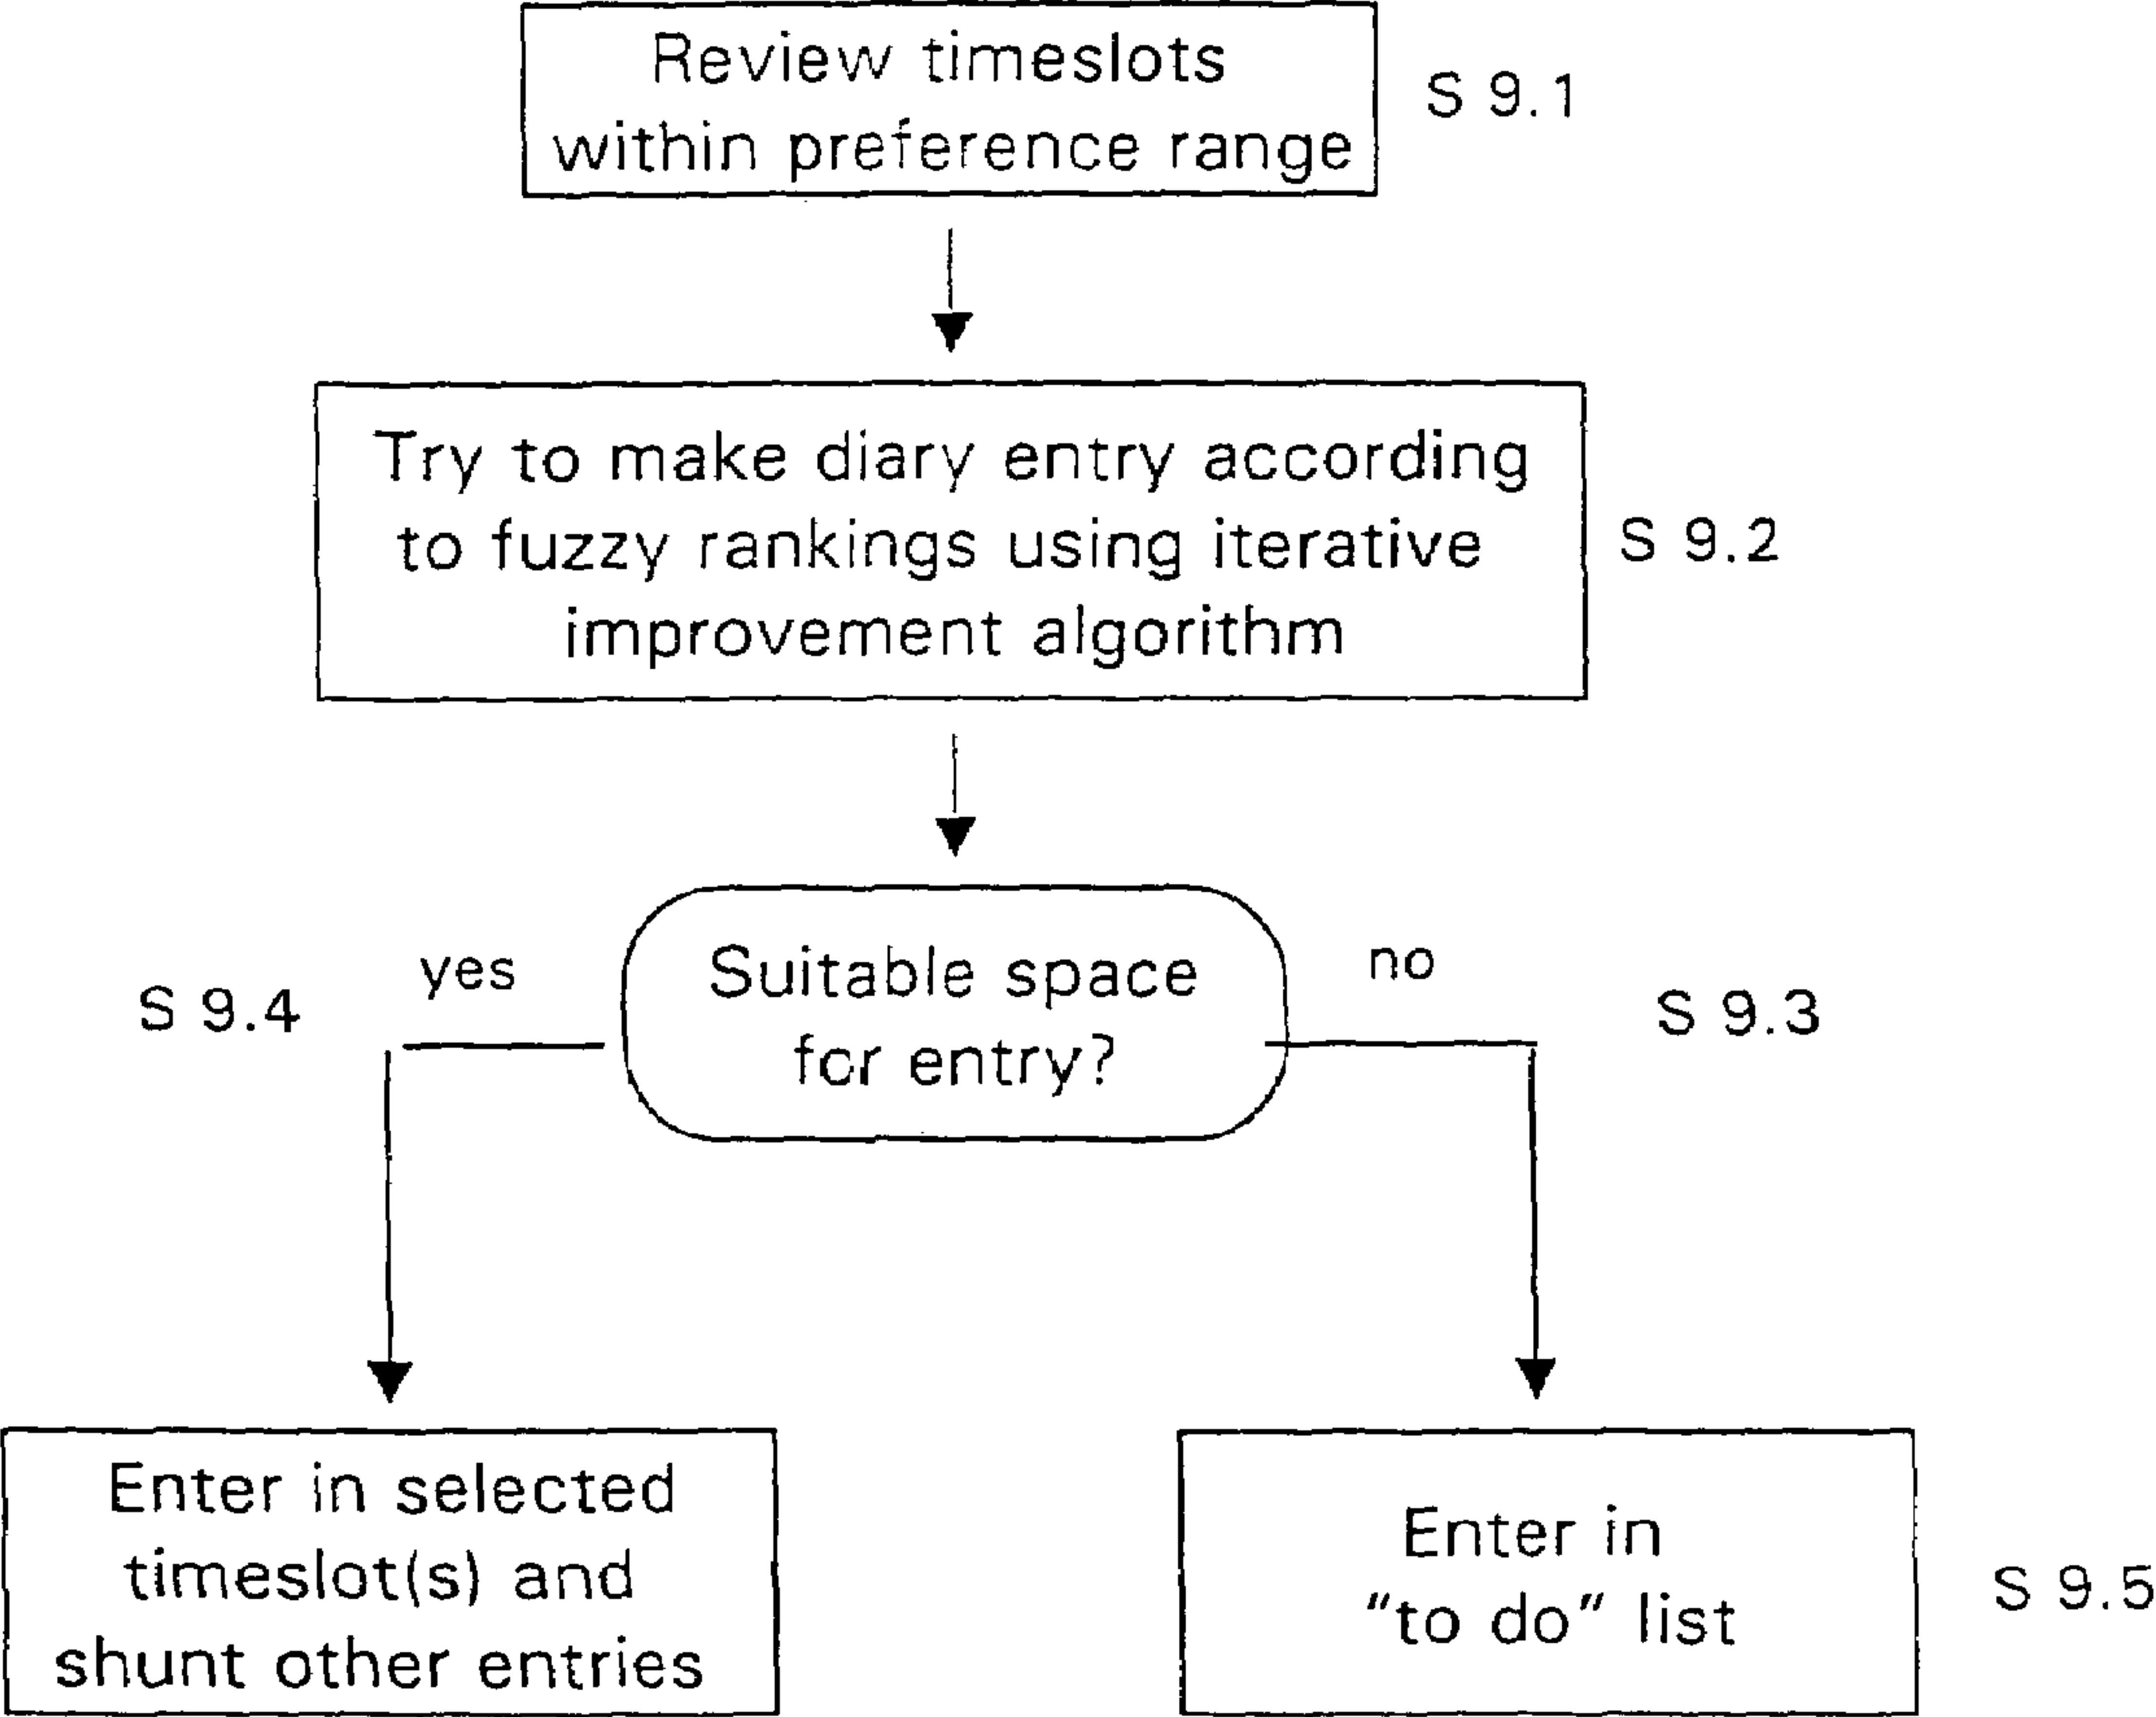 Review timeslots
within preference range
S 9.1
Try to make diary entry according
to fuzzy rankings using iterative
improvement algorithm
S 9.2
Suitable space
for entry?
yes
no
S 9.4
S 9.3
Enter in selected
timeslot(s) and
shunt other entries
Enter in
"to do" list
S 9.5